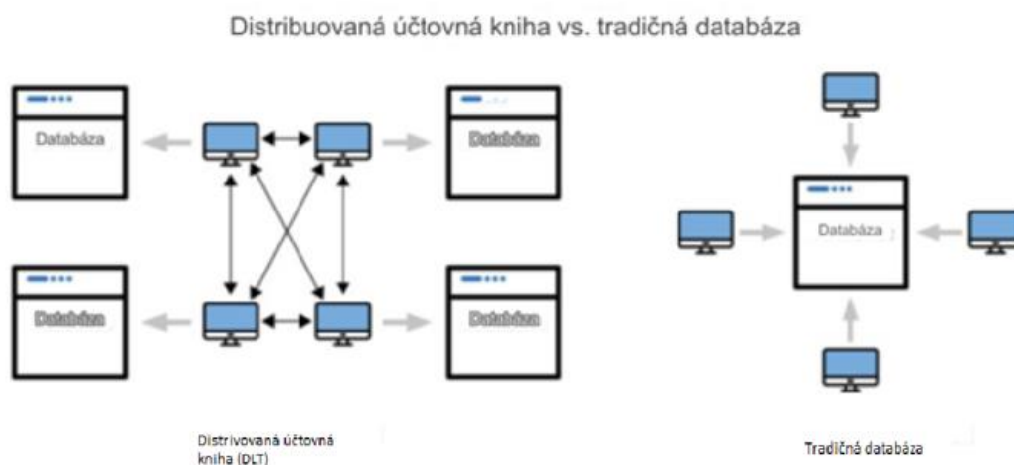 Distribuovaná účtovná kniha vs. tradičná databáza
Databáza
Databáza
Databáza
Databáza
Databáza
Distrivovaná účtovná
kniha (DLT)
Tradičná databáza